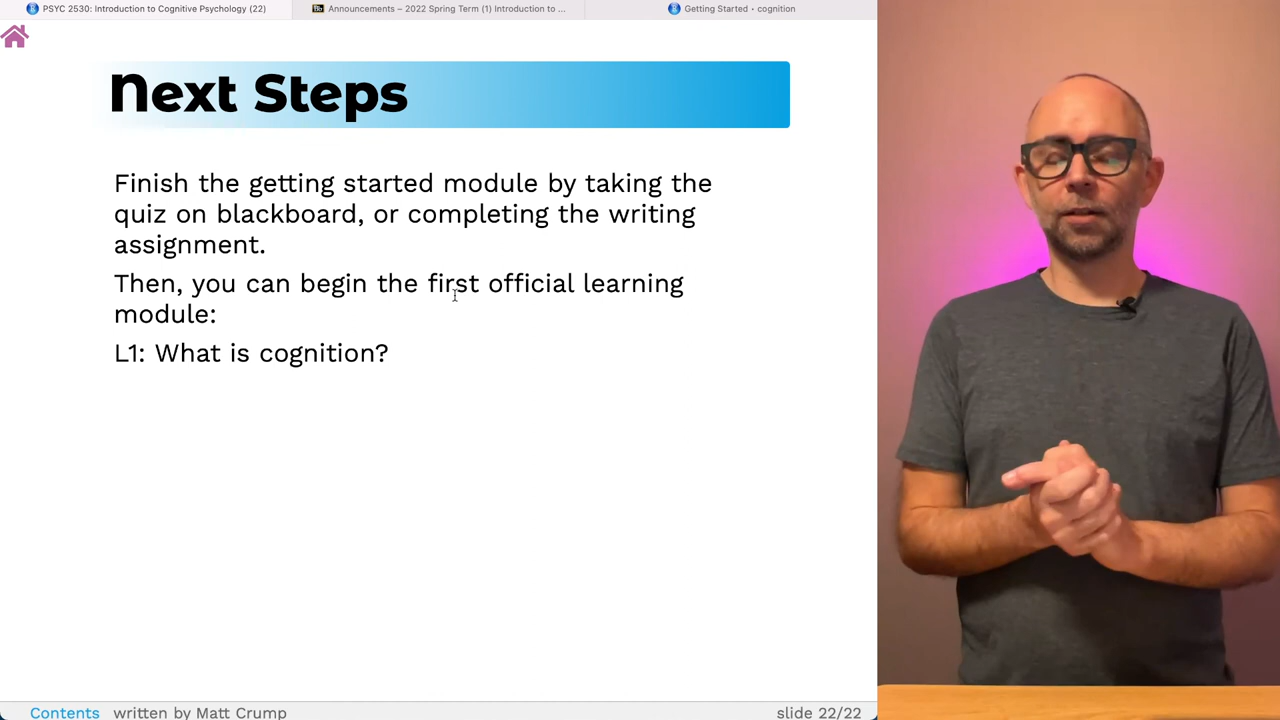 PSYC 2530: Introduction to Cognitive Psychology (22)
Announcements – 2022 Spring Term (1) Introduction to ...
Getting Started • cognition
Next Steps
Finish the getting started module by taking the
quiz on blackboard, or completing the writing
assignment.
Then, you can begin the first official learning
module:
L1: What is cognition?
Contents written by Matt Crump
slide 22/22